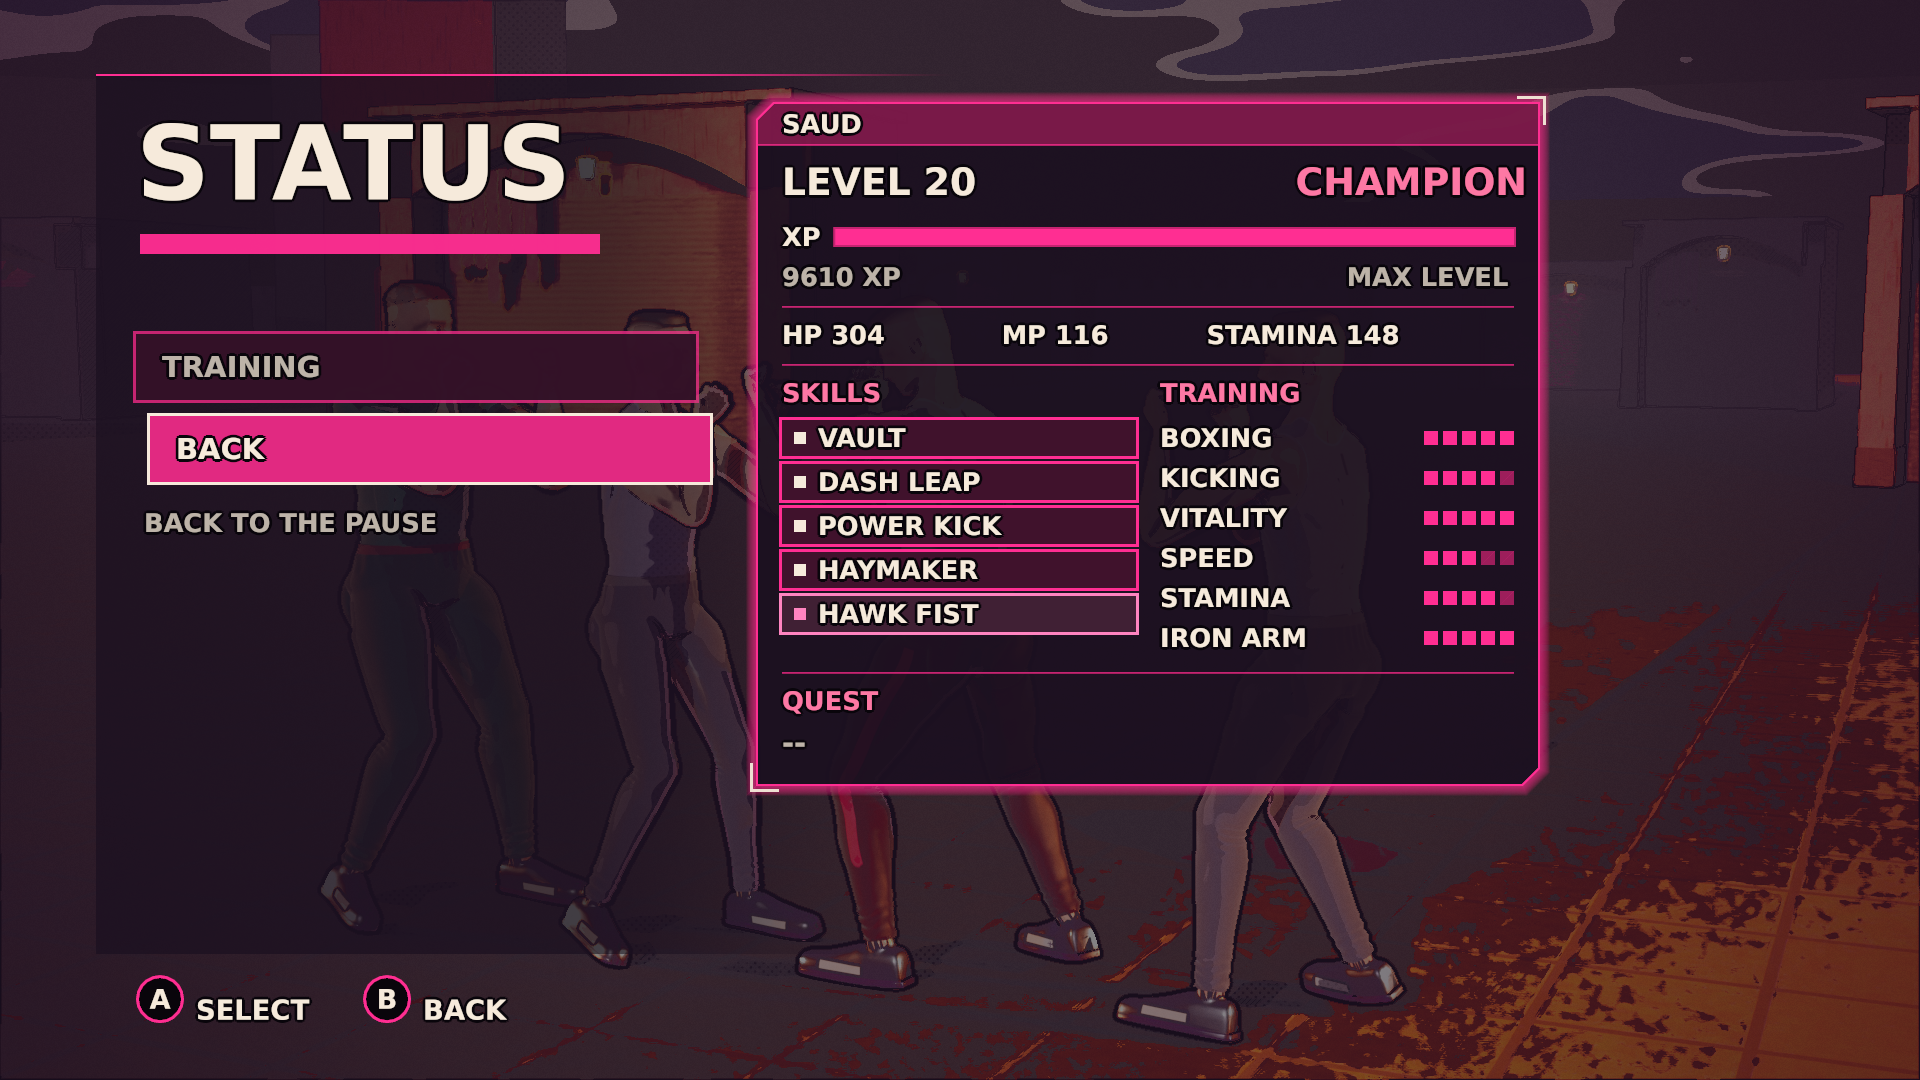 STATUS
TRAINING
BACK
BACK TO THE PAUSE
SAUD
LEVEL 20
CHAMPION
XP
9610 XP
MAX LEVEL
HP 304
MP 116
STAMINA 148
SKILLS
VAULT
DASH LEAP
POWER KICK
HAYMAKER
HAWK FIST
TRAINING
BOXING
KICKING
VITALITY
SPEED
STAMINA
IRON ARM
QUEST
--
A SELECT
B BACK